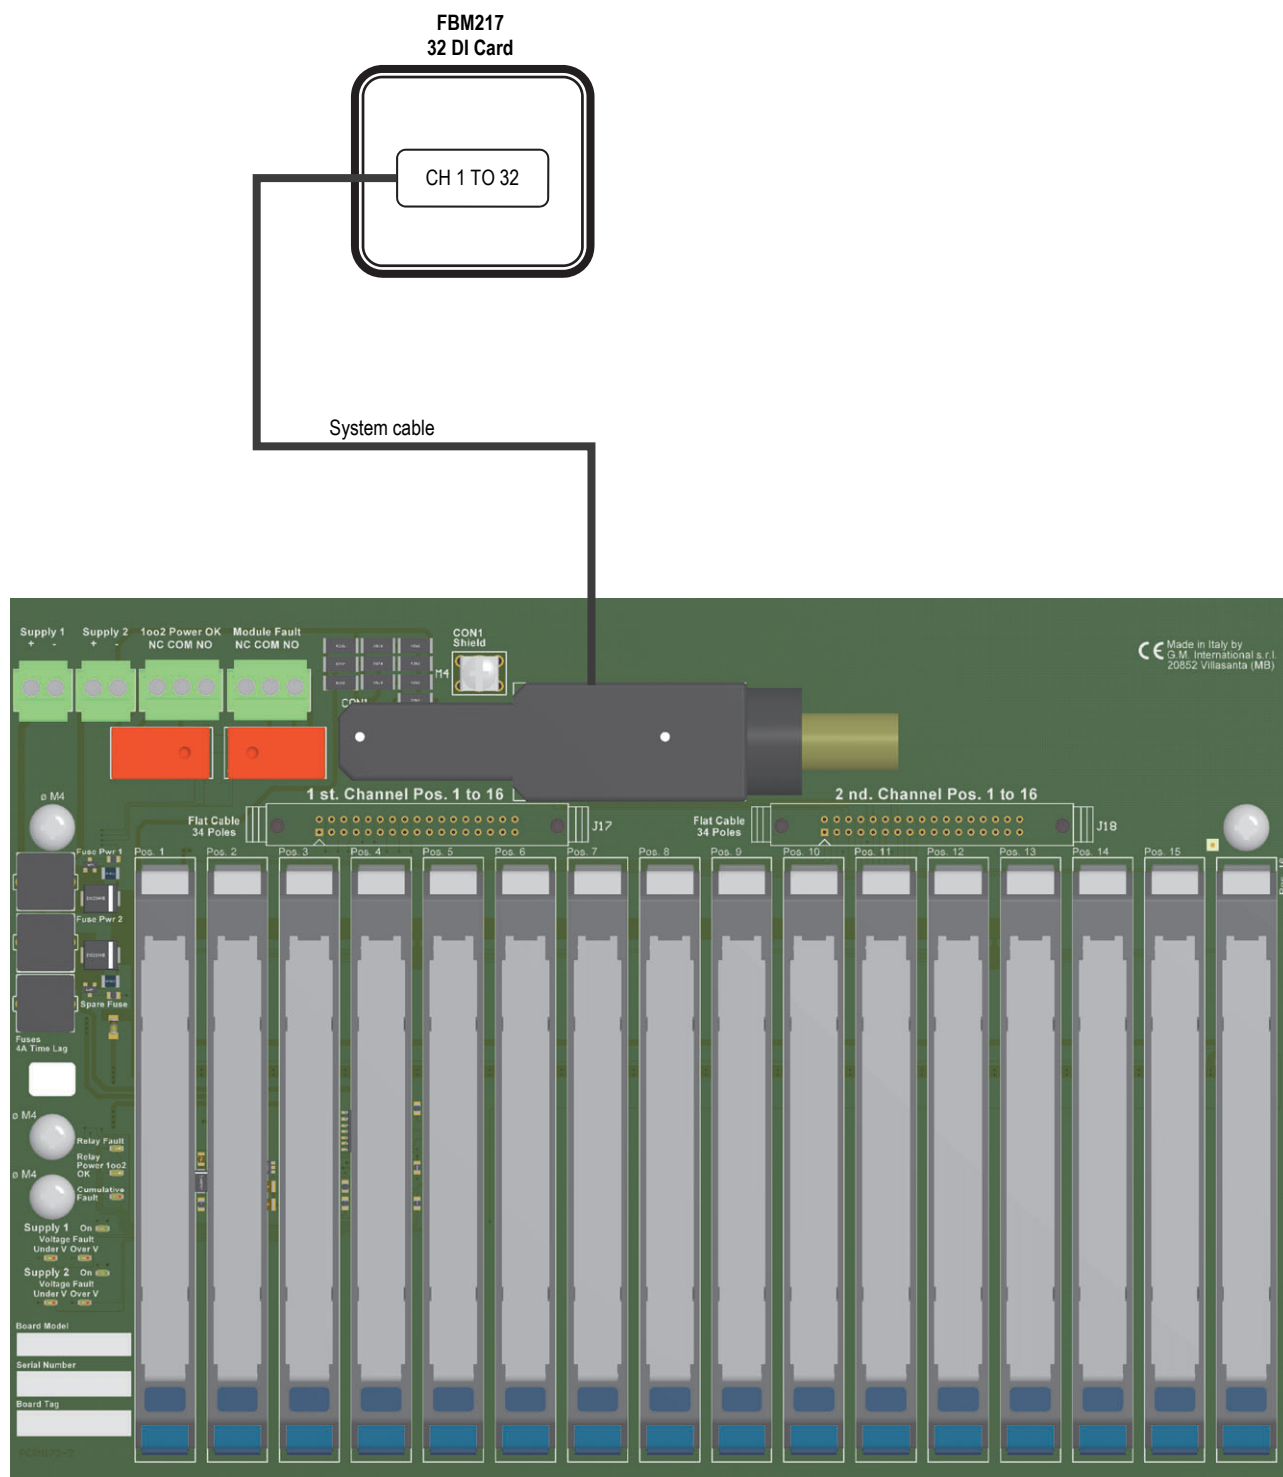 FBM217
32 DI Card
CH 1 TO 32
System cable
Supply 1
+ -
Supply 2
+ -
1oo2 Power OK
NC COM NO
Module Fault
NC COM NO
CON1
Shield
M4
CON1
Made in Italy by
G.M. International s.r.l.
20852 Villasanta (MB)
ø M4
1 st. Channel Pos. 1 to 16
2 nd. Channel Pos. 1 to 16
Flat Cable
34 Poles
J17
Flat Cable
34 Poles
J18
Fuse Pwr 1
Pos. 1
Pos. 2
Pos. 3
Pos. 4
Pos. 5
Pos. 6
Pos. 7
Pos. 8
Pos. 9
Pos. 10
Pos. 11
Pos. 12
Pos. 13
Pos. 14
Pos. 15
Fuse Pwr 2
Spare Fuse
Fuses
4A Time Lag
ø M4
Relay Fault
Relay
Power 1oo2
OK
ø M4
Cumulative
Fault
Supply 1 On
Voltage Fault
Under V Over V
Supply 2 On
Voltage Fault
Under V Over V
Board Model
Serial Number
Board Tag